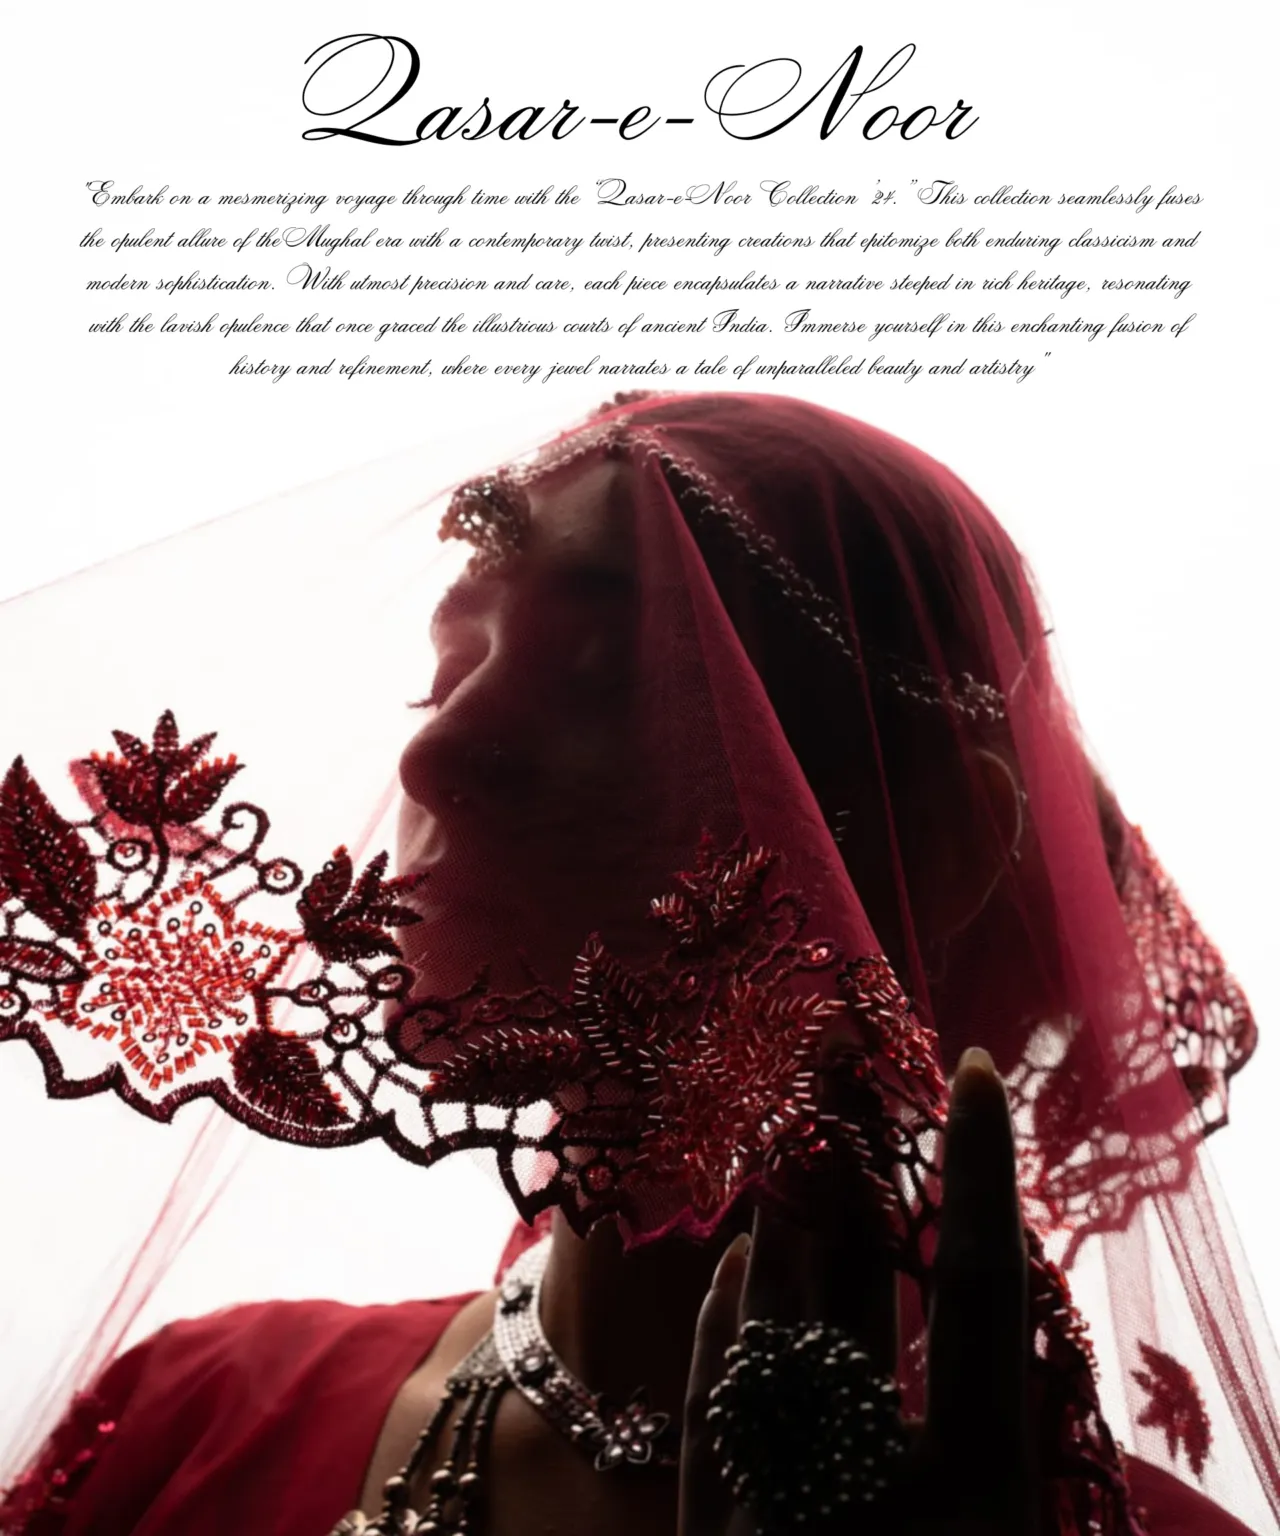 Qasar-e-Noor
"Embark on a mesmerizing voyage through time with the "Qasar-e-Noor Collection '24." This collection seamlessly fuses
the opulent allure of the Mughal era with a contemporary twist, presenting creations that epitomize both enduring classicism and
modern sophistication. With utmost precision and care, each piece encapsulates a narrative steeped in rich heritage, resonating
with the lavish opulence that once graced the illustrious courts of ancient India. Immerse yourself in this enchanting fusion of
history and refinement, where every jewel narrates a tale of unparalleled beauty and artistry"